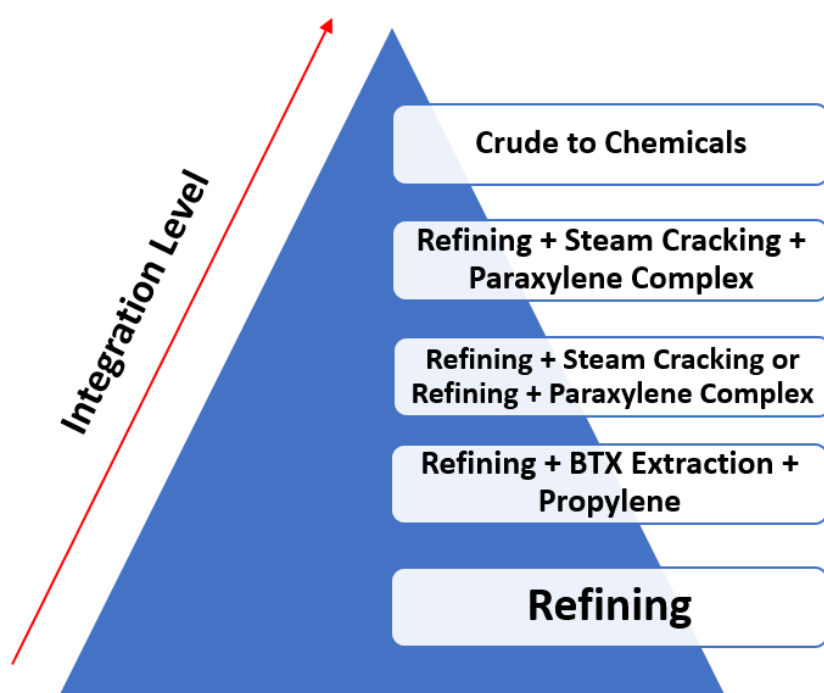 Integration Level
Crude to Chemicals
Refining + Steam Cracking +
Paraxylene Complex
Refining + Steam Cracking or
Refining + Paraxylene Complex
Refining + BTX Extraction +
Propylene
Refining